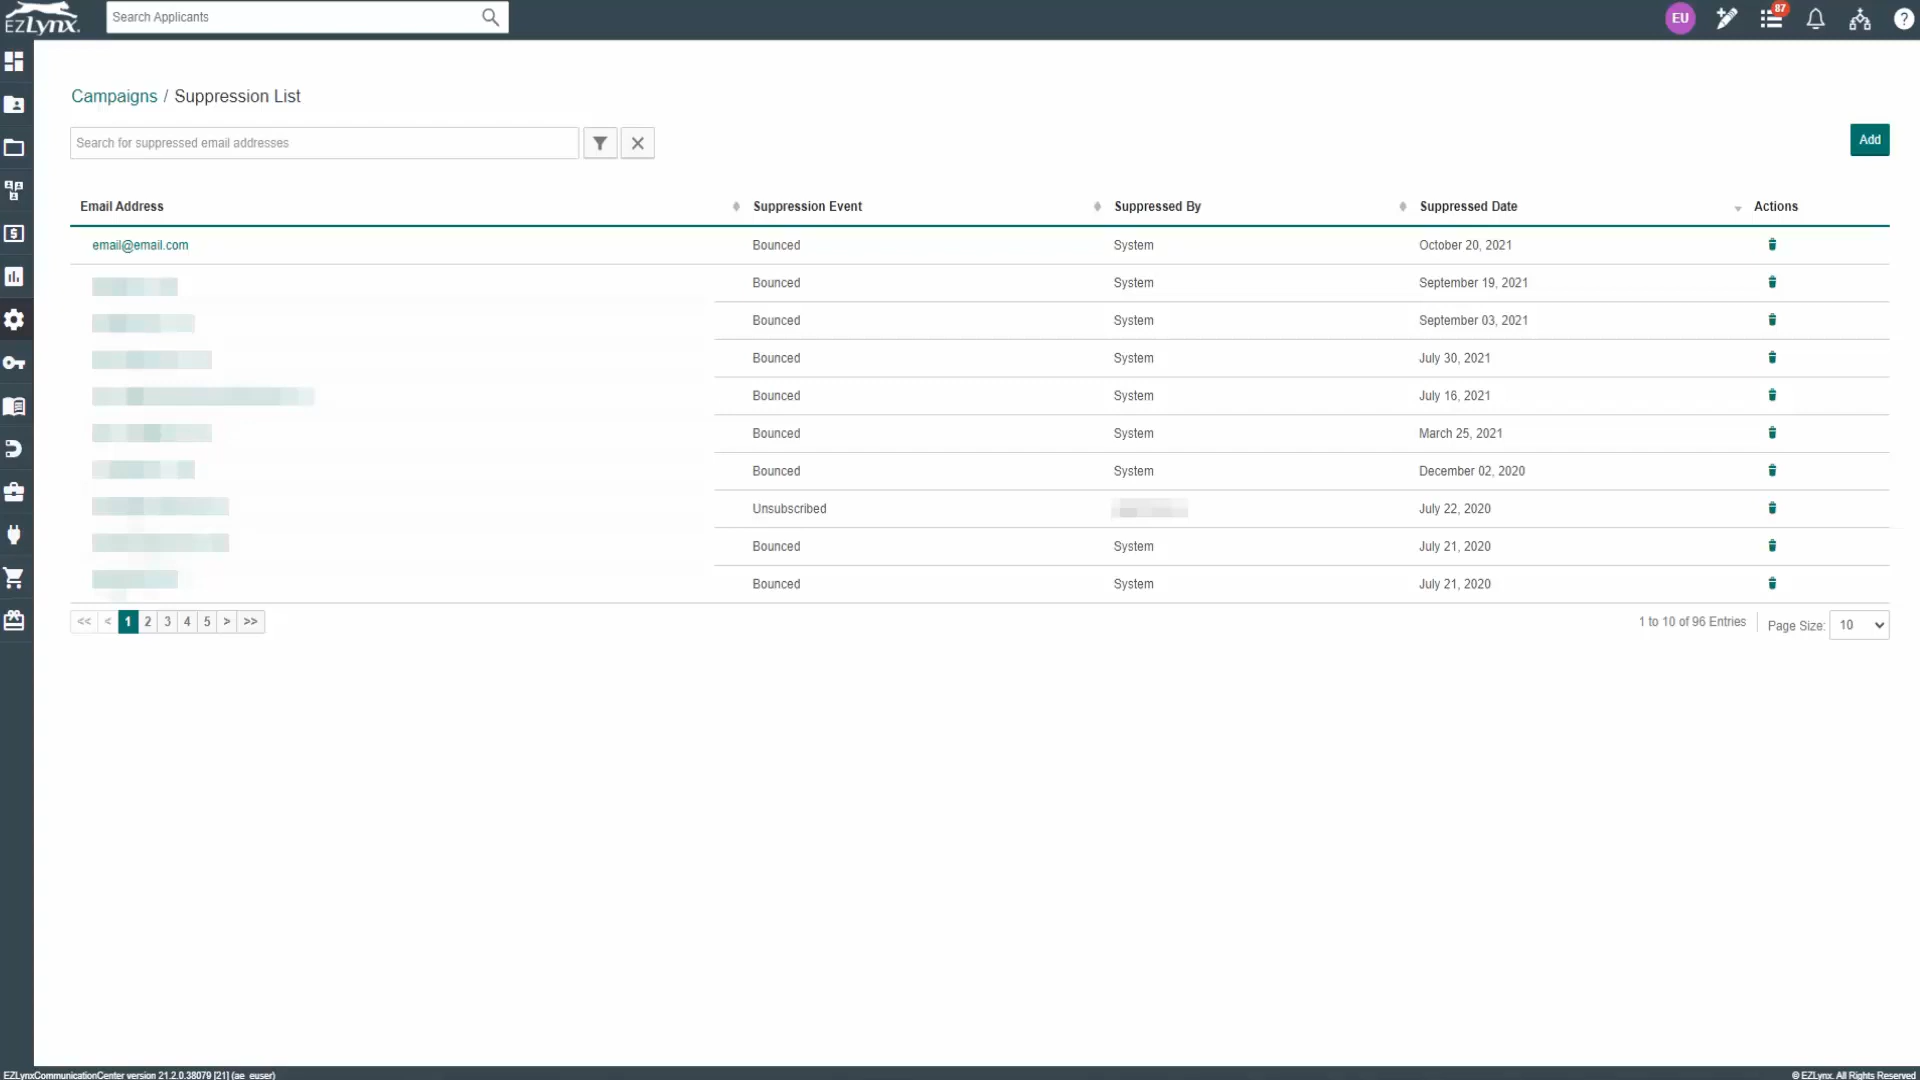 EZLynx.
Search Applicants
EU
87
?
Campaigns / Suppression List
Search for suppressed email addresses
Add
Email Address Suppression Event Suppressed By Suppressed Date Actions
email@email.com Bounced System October 20, 2021
Bounced System September 19, 2021
Bounced System September 03, 2021
Bounced System July 30, 2021
Bounced System July 16, 2021
Bounced System March 25, 2021
Bounced System December 02, 2020
Unsubscribed July 22, 2020
Bounced System July 21, 2020
Bounced System July 21, 2020
<< < 1 2 3 4 5 > >> 1 to 10 of 96 Entries Page Size: 10
EZLynxCommunicationCenter version 21.2.0.38079 [21] (ae_euser) © EZLynx. All Rights Reserved